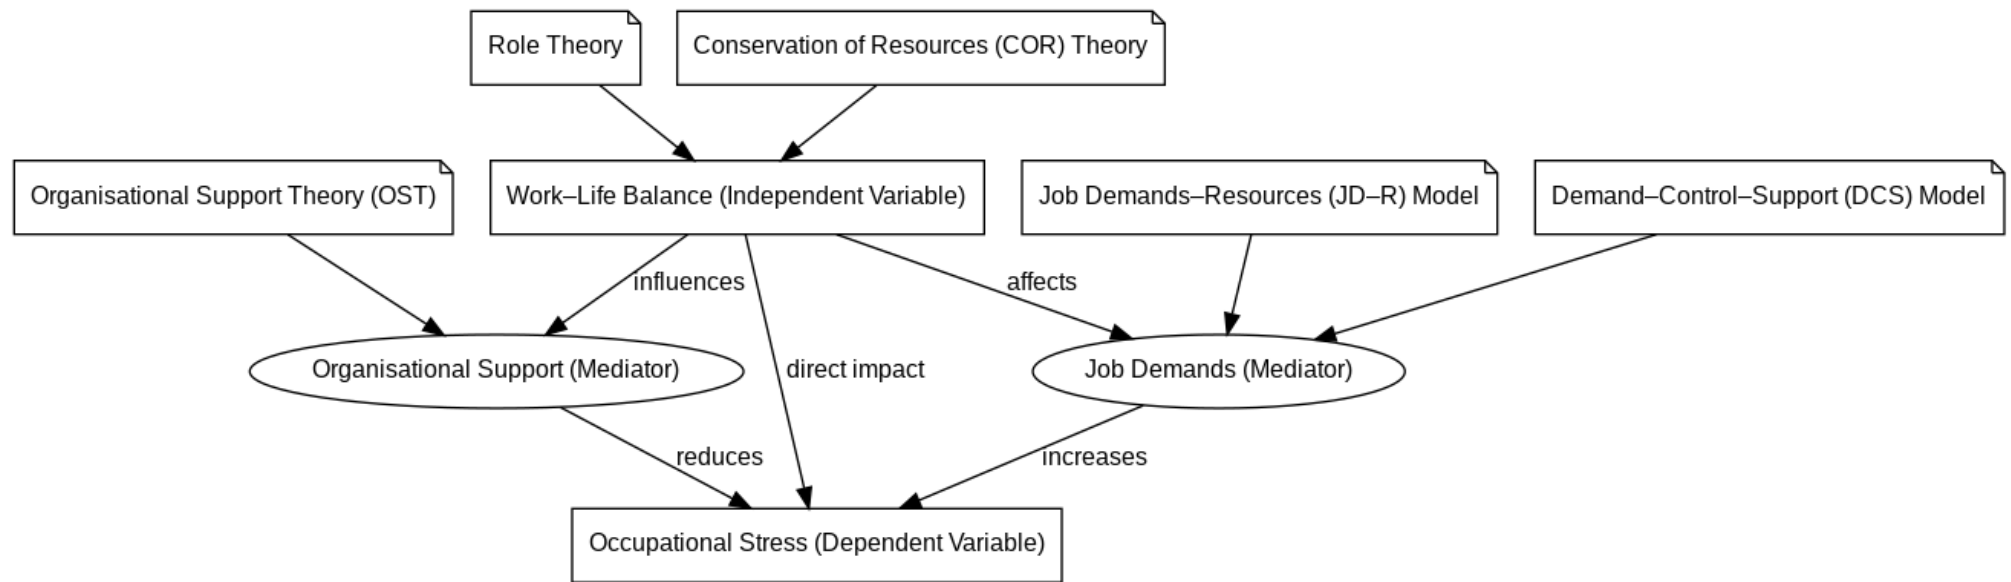 Role Theory
Conservation of Resources (COR) Theory
Organisational Support Theory (OST)
Work–Life Balance (Independent Variable)
Job Demands–Resources (JD–R) Model
Demand–Control–Support (DCS) Model
influences
affects
Organisational Support (Mediator)
direct impact
Job Demands (Mediator)
reduces
increases
Occupational Stress (Dependent Variable)